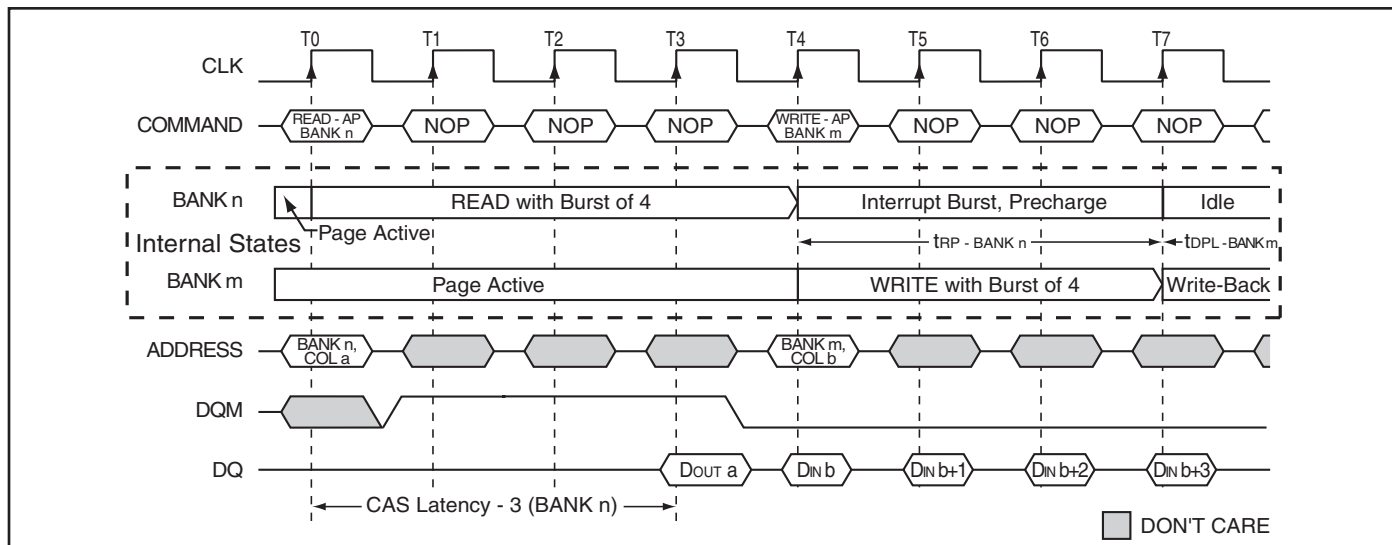 T0 T1 T2 T3 T4 T5 T6 T7
CLK
COMMAND READ - AP BANK n NOP NOP NOP WRITE - AP BANK m NOP NOP NOP
BANK n READ with Burst of 4 Interrupt Burst, Precharge Idle
Internal States Page Active tRP - BANK n tDPL - BANK m
BANK m Page Active WRITE with Burst of 4 Write-Back
ADDRESS BANK n, COL a BANK m, COL b
DQM
DQ DOUT a DIN b DIN b+1 DIN b+2 DIN b+3
CAS Latency - 3 (BANK n)
DON'T CARE